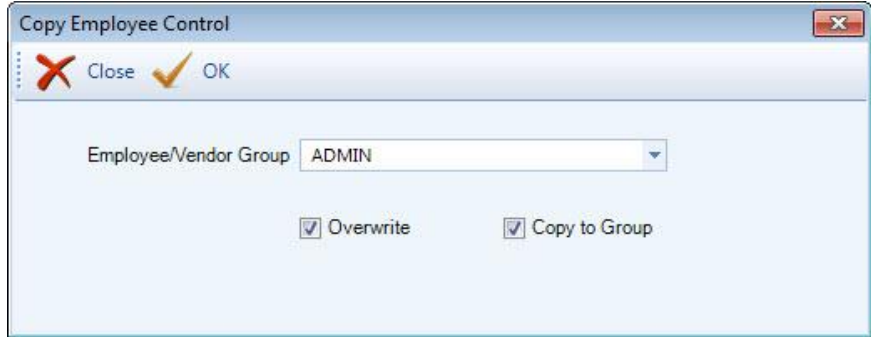 Copy Employee Control
Close OK
Employee/Vendor Group ADMIN
Overwrite Copy to Group